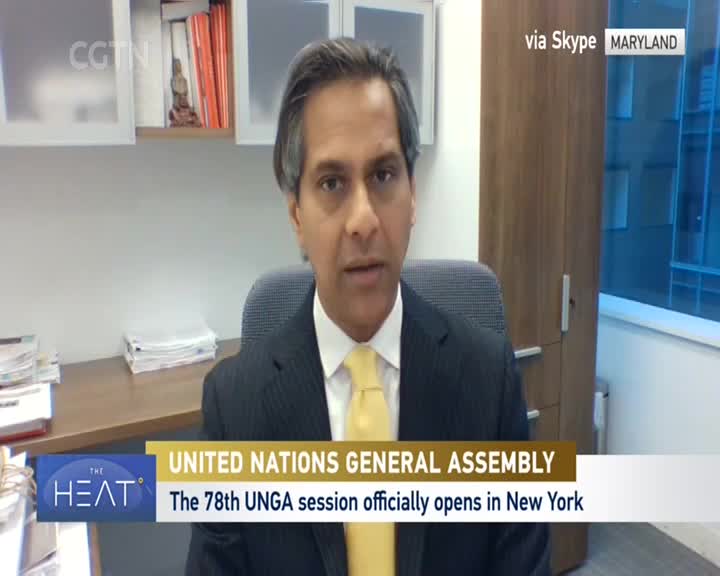 CGTN
via Skype MARYLAND
UNITED NATIONS GENERAL ASSEMBLY
THE
HEAT
The 78th UNGA session officially opens in New York